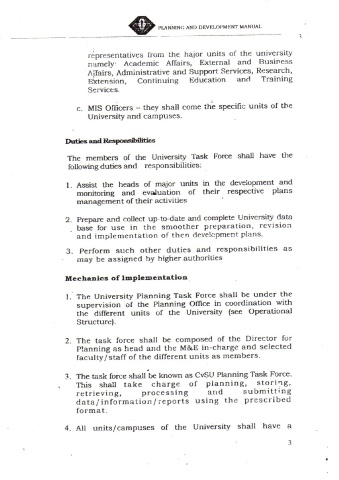 PLANNING AND DEVELOPMENT MANUAL
representatives from the hajor units of the university
namely: Academic Affairs, External and Business
Affairs, Administrative and Support Services, Research,
Extension, Continuing Education and Training
Services.
c. MIS Officers – they shall come the specific units of the
University and campuses.
Duties and Responsibilities
The members of the University Task Force shall have the
following duties and responsibilities:
1. Assist the heads of major units in the development and
monitoring and evaluation of their respective plans
management of their activities
2. Prepare and collect up-to-date and complete University data
base for use in the smoother preparation, revision
and implementation of then development plans.
3. Perform such other duties and responsibilities as
may be assigned by higher authorities
Mechanics of Implementation
1. The University Planning Task Force shall be under the
supervision of the Planning Office in coordination with
the different units of the University (see Operational
Structure).
2. The task force shall be composed of the Director for
Planning as head and the M&E in-charge and selected
faculty/staff of the different units as members.
3. The task force shall be known as CvSU Planning Task Force.
This shall take charge of planning, storing,
retrieving, processing and submitting
data/information/reports using the prescribed
format.
4. All units/campuses of the University shall have a
3